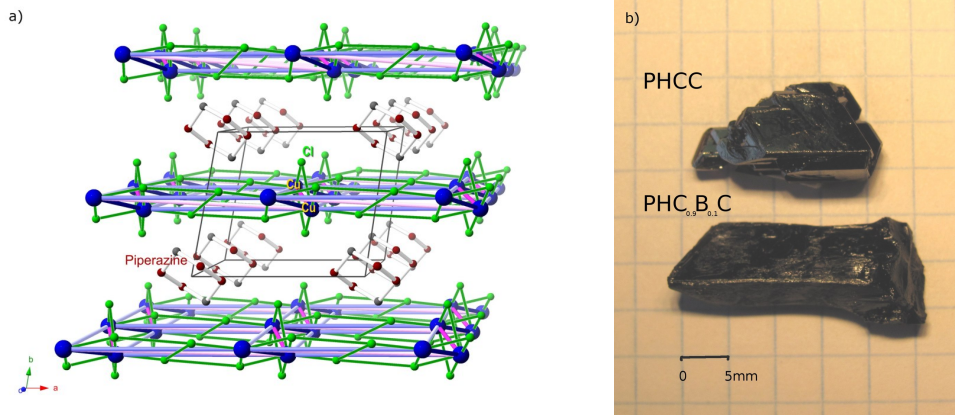 a)
Cl
Cu
Cu
Piperazine
b
c
a
b)
PHCC
PHC0.9B0.1C
0 5mm